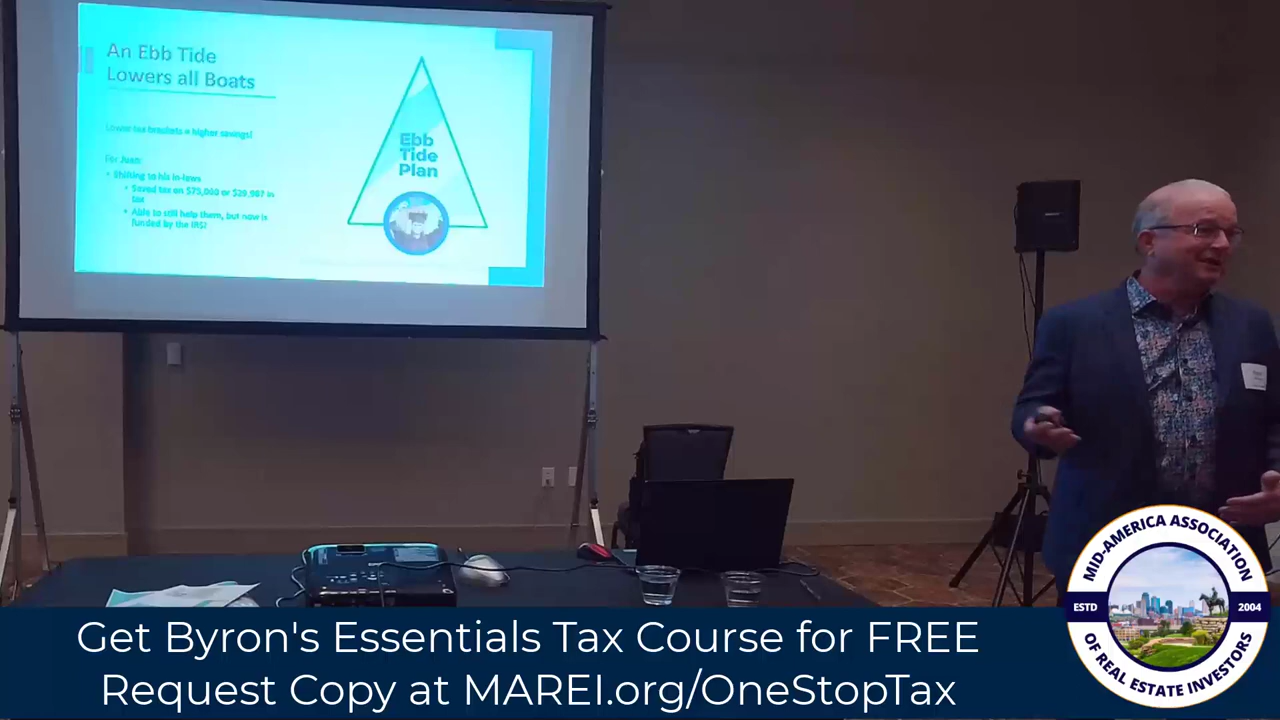 An Ebb Tide
Lowers all Boats
Lower tax brackets = higher savings!
For Juan:
• Shifting to his in-laws
• Saved tax on $75,000 or $29,987 in
tax
• Able to still help them, but now is
funded by the IRS!
Ebb
Tide
Plan
MID-AMERICA ASSOCIATION
ESTD
2004
OF REAL ESTATE INVESTORS
Get Byron's Essentials Tax Course for FREE
Request Copy at MAREI.org/OneStopTax